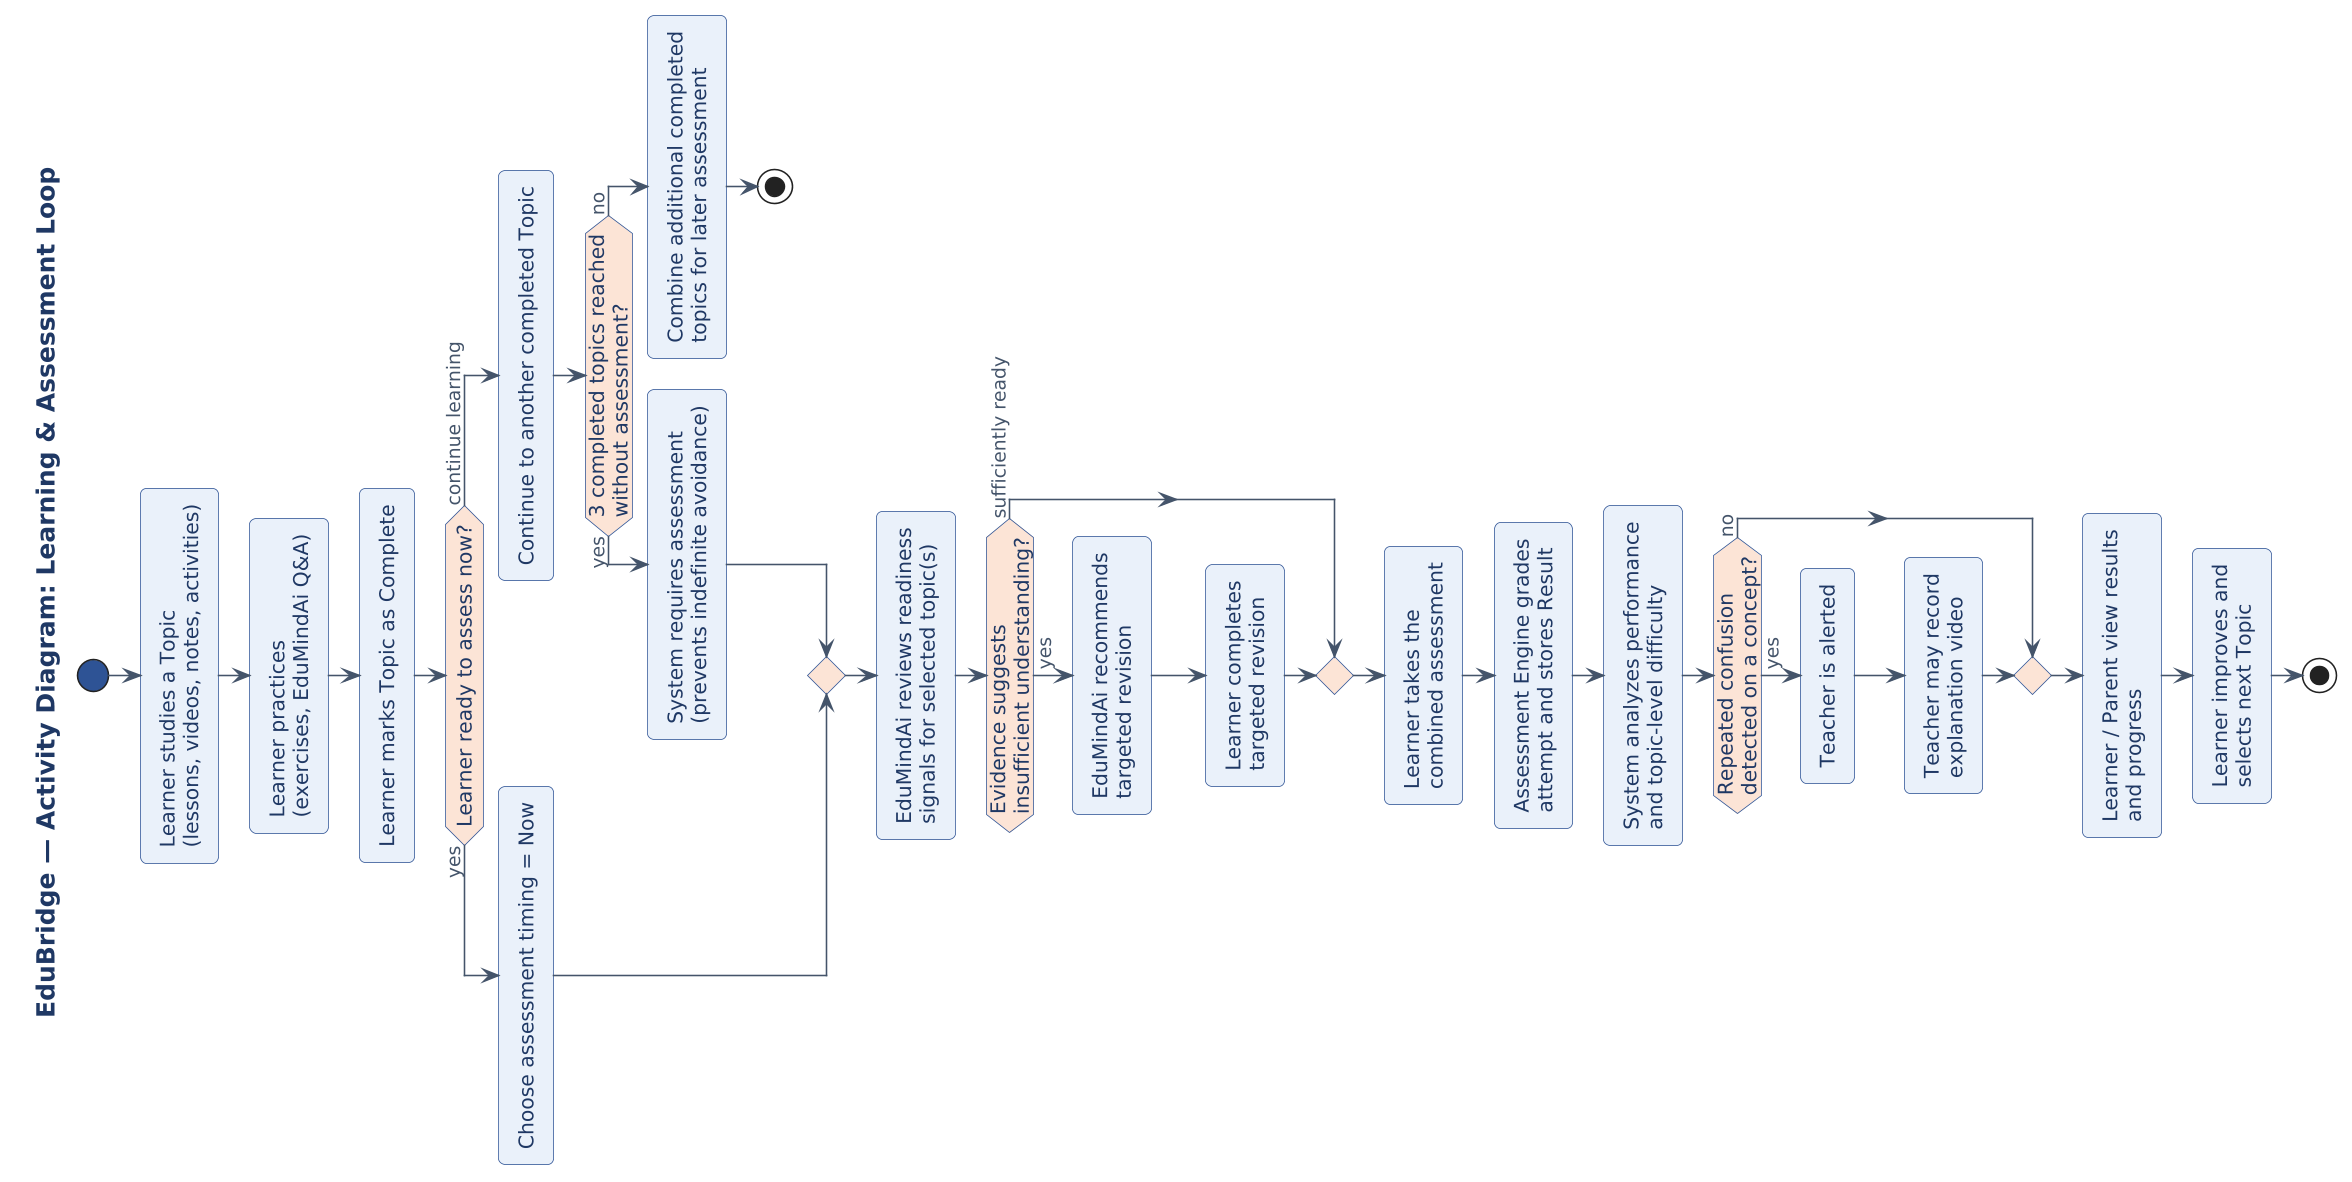 EduBridge — Activity Diagram: Learning & Assessment Loop
Learner studies a Topic
(lessons, videos, notes, activities)
Learner practices
(exercises, EduMindAi Q&A)
Learner marks Topic as Complete
Learner ready to assess now?
yes
continue learning
Choose assessment timing = Now
Continue to another completed Topic
3 completed topics reached
without assessment?
yes
no
System requires assessment
(prevents indefinite avoidance)
Combine additional completed
topics for later assessment
EduMindAi reviews readiness
signals for selected topic(s)
Evidence suggests
insufficient understanding?
sufficiently ready
yes
EduMindAi recommends
targeted revision
Learner completes
targeted revision
Learner takes the
combined assessment
Assessment Engine grades
attempt and stores Result
System analyzes performance
and topic-level difficulty
Repeated confusion
detected on a concept?
no
yes
Teacher is alerted
Teacher may record
explanation video
Learner / Parent view results
and progress
Learner improves and
selects next Topic